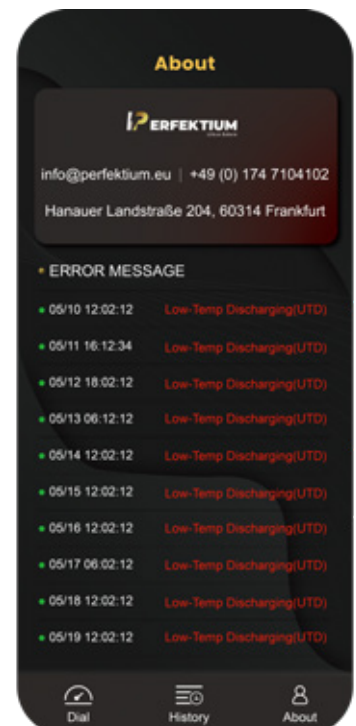 About
PERFEKTIUM
info@perfektium.eu | +49 (0) 174 7104102
Hanauer Landstraße 204, 60314 Frankfurt
ERROR MESSAGE
05/10 12:02:12 Low-Temp Discharging(UTD)
05/11 16:12:34 Low-Temp Discharging(UTD)
05/12 18:02:12 Low-Temp Discharging(UTD)
05/13 06:12:12 Low-Temp Discharging(UTD)
05/14 12:02:12 Low-Temp Discharging(UTD)
05/15 12:02:12 Low-Temp Discharging(UTD)
05/16 12:02:12 Low-Temp Discharging(UTD)
05/17 06:02:12 Low-Temp Discharging(UTD)
05/18 12:02:12 Low-Temp Discharging(UTD)
05/19 12:02:12 Low-Temp Discharging(UTD)
Dial History About